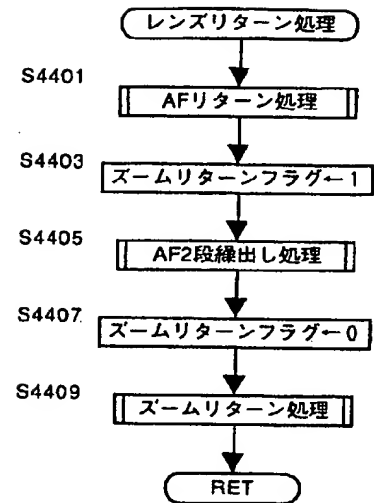 レンズリターン処理
S4401
AFリターン処理
S4403
ズームリターンフラグ←1
S4405
AF2段繰出し処理
S4407
ズームリターンフラグ←0
S4409
ズームリターン処理
RET